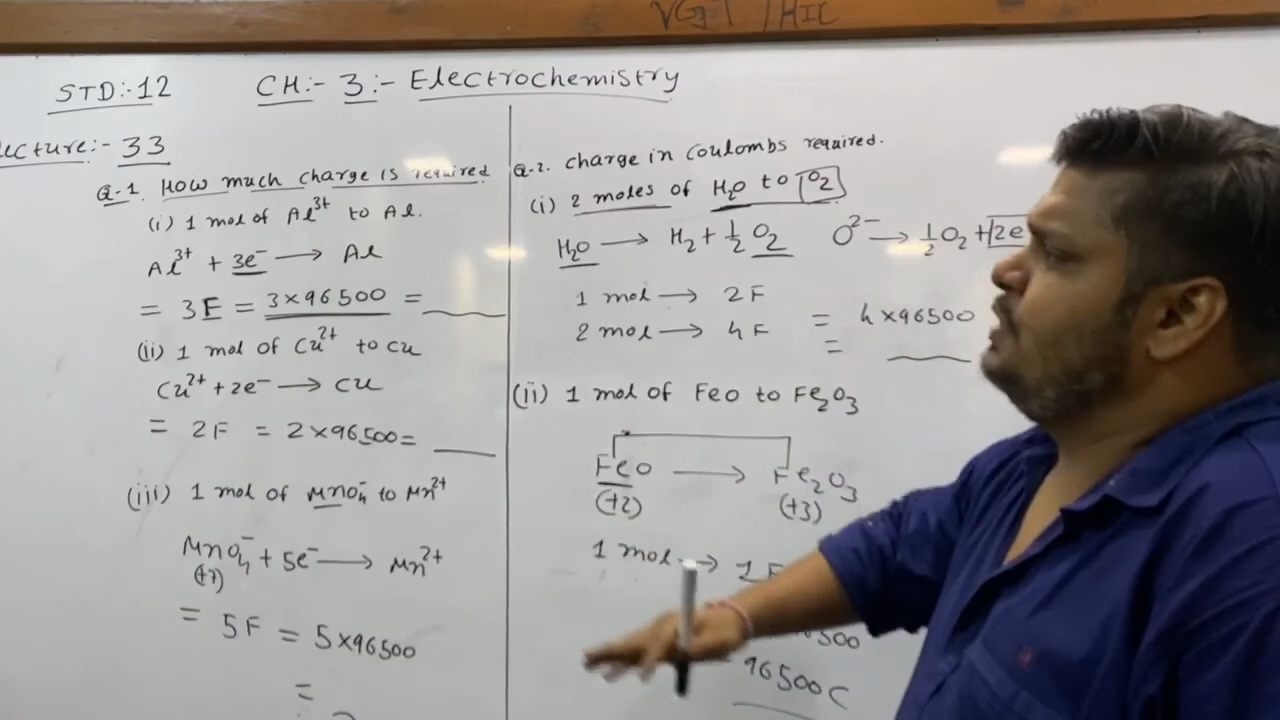 STD:-12
CH:- 3:- Electrochemistry
ecture:- 33
Q-1. How much charge is required
(i) 1 mol of Al³⁺ to Al.
Al³⁺ + 3e⁻ ⟶ Al
= 3F = 3×96500 =
(ii) 1 mol of Cu²⁺ to Cu
Cu²⁺ + 2e⁻ ⟶ Cu
= 2F = 2×96500 =
(iii) 1 mol of MnO₄⁻ to Mn²⁺
MnO₄⁻ + 5e⁻ ⟶ Mn²⁺
(+7)
= 5F = 5×96500
=
Q-2. charge in Coulombs required.
(i) 2 moles of H₂O to O₂
H₂O ⟶ H₂ + ½ O₂ O²⁻ ⟶ ½ O₂ + 2e
1 mol ⟶ 2F
2 mol ⟶ 4F = 4×96500
=
(ii) 1 mol of FeO to Fe₂O₃
FeO ⟶ Fe₂O₃
(+2) (+3)
1 mol ⟶ 1 F
6500
96500C